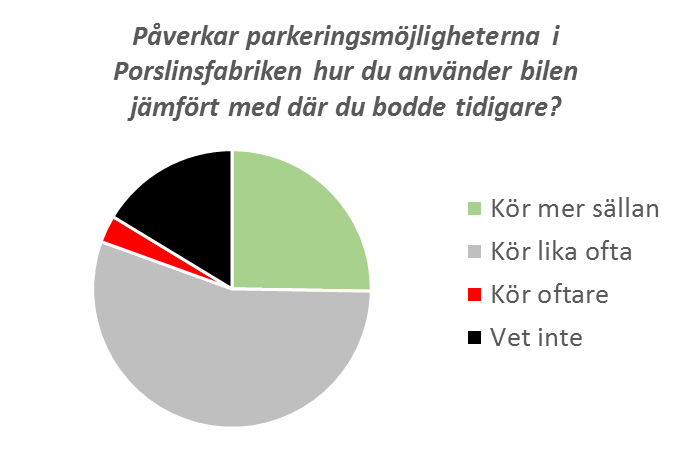 Påverkar parkeringsmöjligheterna i
Porslinsfabriken hur du använder bilen
jämfört med där du bodde tidigare?
Kör mer sällan
Kör lika ofta
Kör oftare
Vet inte